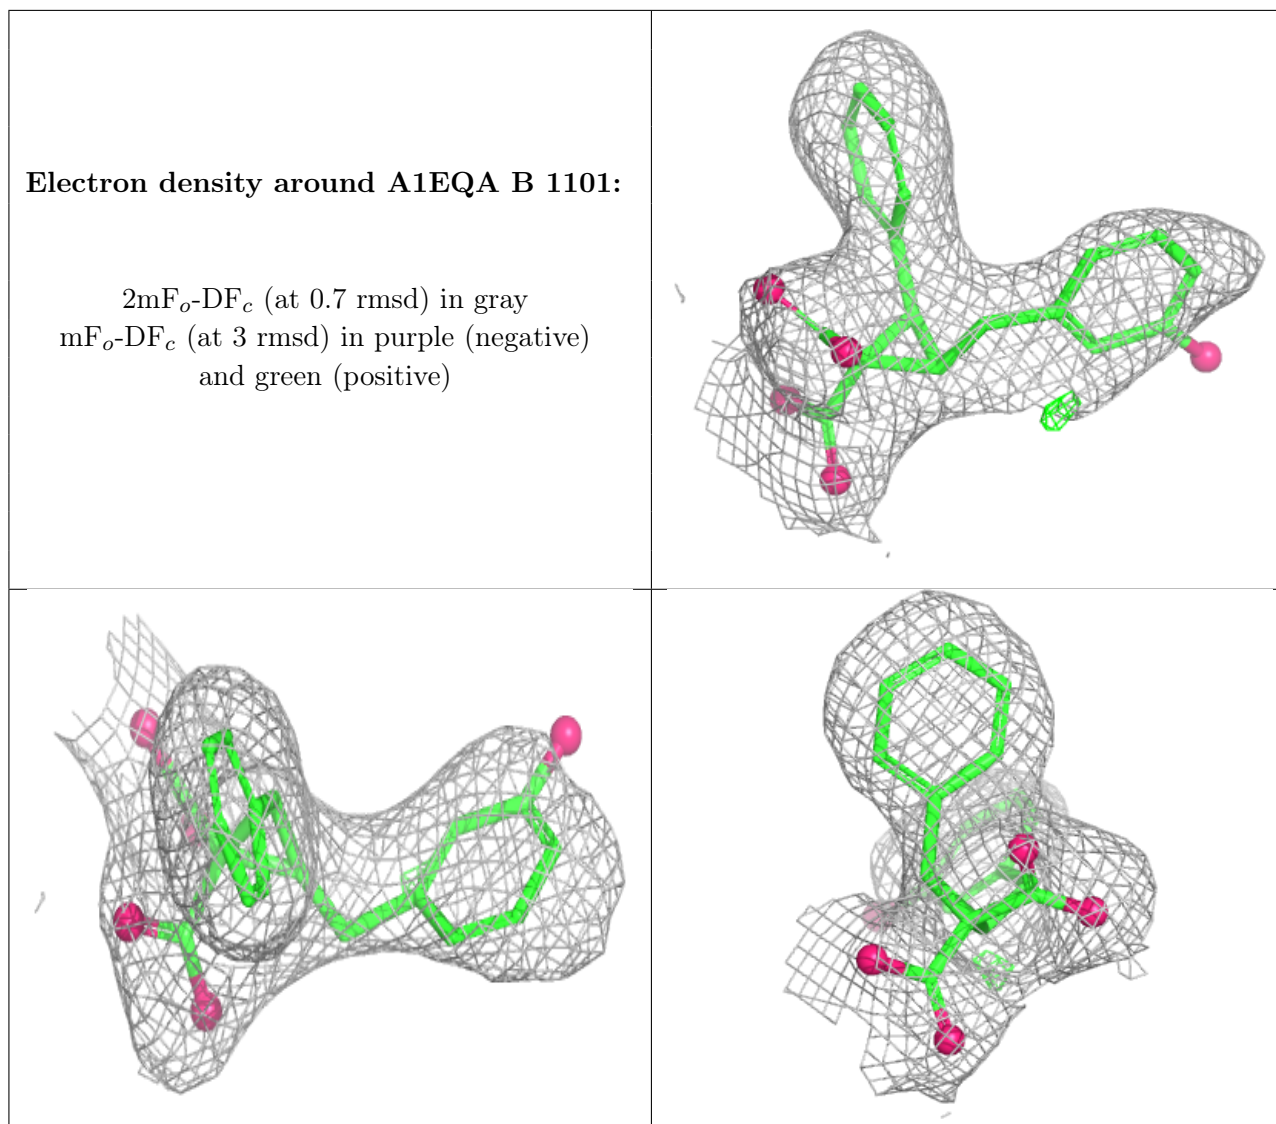 Electron density around A1EQA B 1101:
2mFo-DFc (at 0.7 rmsd) in gray
mFo-DFc (at 3 rmsd) in purple (negative)
and green (positive)